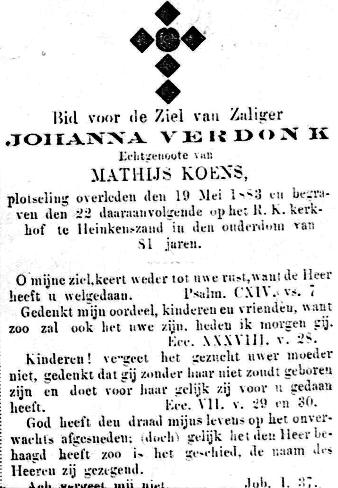 Bid voor de Ziel van Zaliger
JOHANNA VERDONK
Echtgenoote van
MATHIJS KOENS,
plotseling overleden den 19 Mei 1883 en begra-
ven den 22 daaraanvolgende op het R. K. kerk-
hof te Heinkenszand in den ouderdom van
81 jaren.
O mijne ziel, keert weder tot uwe rust, want de Heer
heeft u welgedaan. Psalm. CXIV. vs. 7
Gedenkt mijn oordeel, kinderen en vrienden, want
zoo zal ook het uwe zijn, heden ik morgen gij.
Ecc. XXXVIII. v. 28.
Kinderen! vergeet het gezucht uwer moeder
niet, gedenkt dat gij zonder haar niet zoudt geboren
zijn en doet voor haar gelijk zij voor u gedaan
heeft. Ecc. VII. v. 29 en 30.
God heeft den draad mijns levens op het onver-
wachts afgesneden; (doch) gelijk het den Heer be-
haagd heeft zoo is het geschied, de naam des
Heeren zij gezegend. Job. I. 37.
Ach vergeet mij niet.